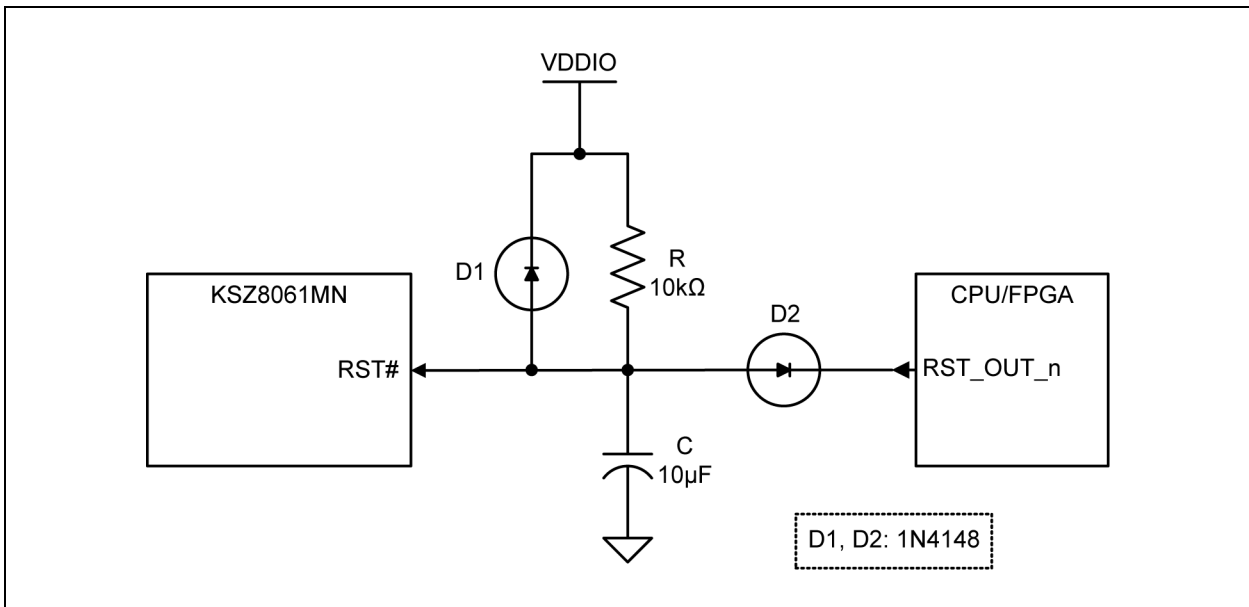 VDDIO
D1
R
10kΩ
KSZ8061MN
CPU/FPGA
D2
RST#
RST_OUT_n
C
10µF
D1, D2: 1N4148